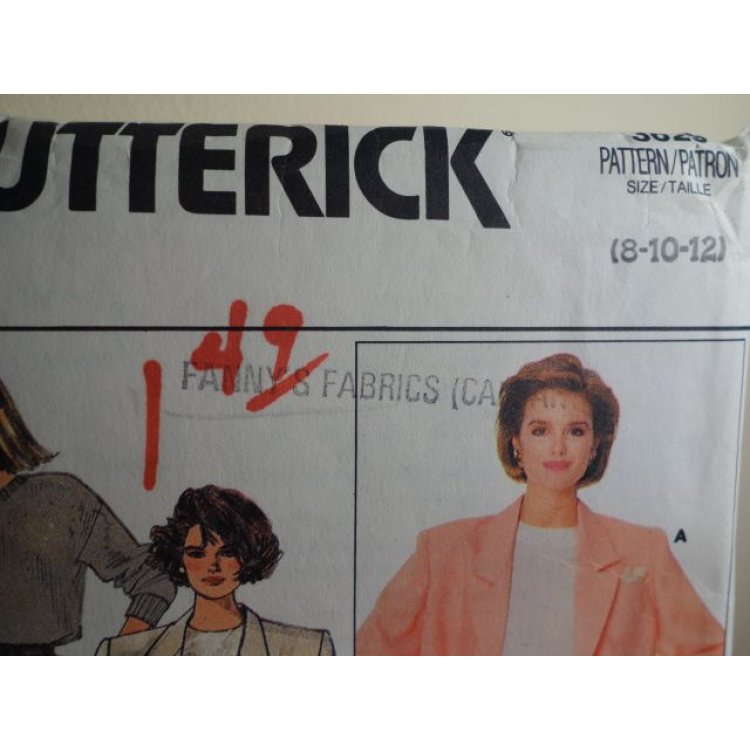 UTTERICK
PATTERN/PATRON
SIZE/TAILLE
(8-10-12)
1 49
FANNY'S FABRICS (CA
A